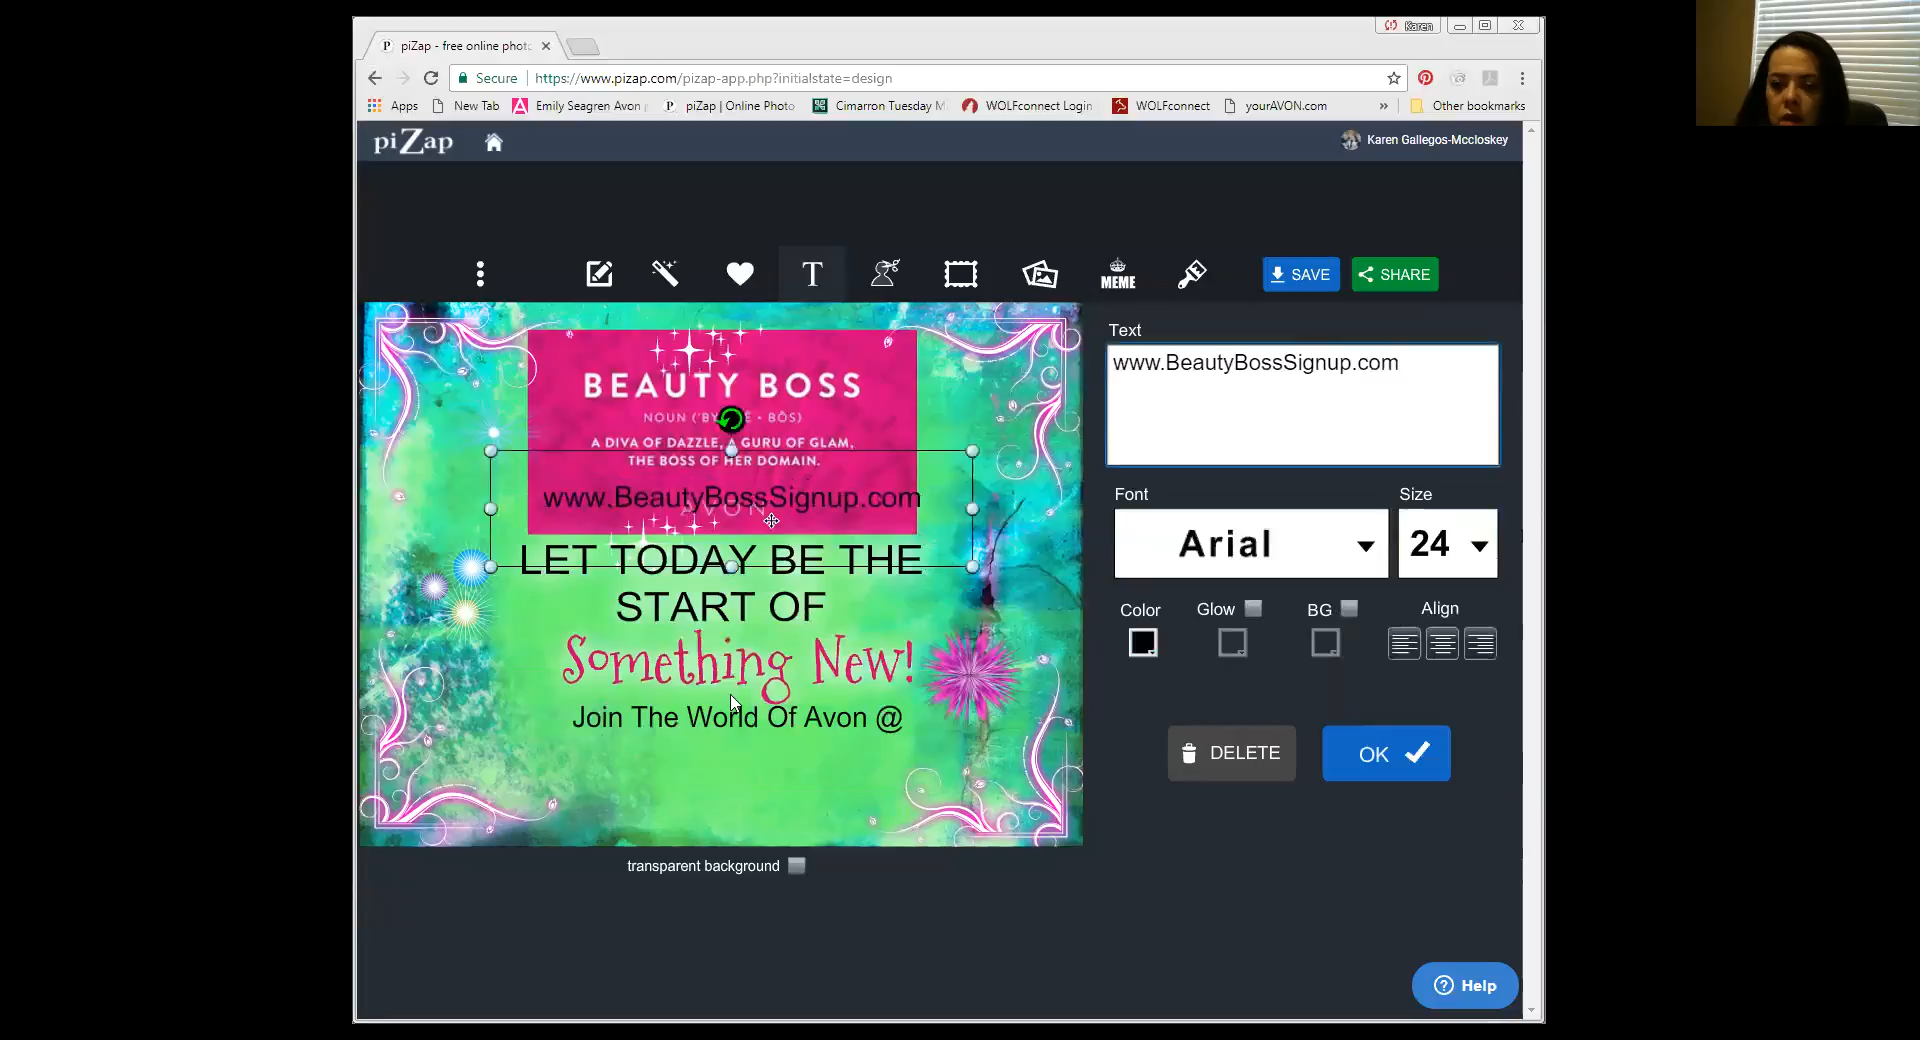 Karen
piZap - free online phot
Secure
https://www.pizap.com/pizap-app.php?initialstate=design
Apps
New Tab
Emily Seagren Avon
piZap | Online Photo
Cimarron Tuesday M
WOLFconnect Login
WOLFconnect
yourAVON.com
»
Other bookmarks
piZap
Karen Gallegos-Mccloskey
T
MEME
SAVE
SHARE
BEAUTY BOSS
NOUN
BŌS)
A DIVA OF DAZZLE, A GURU OF GLAM,
THE BOSS OF HER DOMAIN.
www.BeautyBossSignup.com
AVON
LET TODAY BE THE
START OF
Something New!
Join The World Of Avon @
transparent background
Text
www.BeautyBossSignup.com
Font
Size
Arial
24
Color
Glow
BG
Align
DELETE
OK
Help